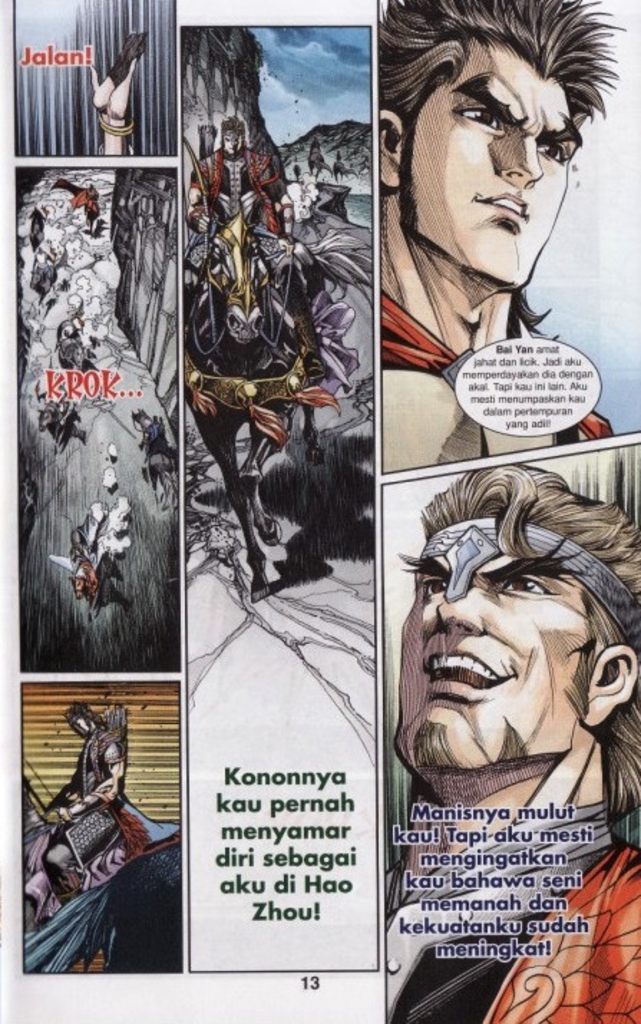 Jalan!
KROK...
Kononnya
kau pernah
menyamar
diri sebagai
aku di Hao
Zhou!
Bai Yan amat
jahat dan licik. Jadi aku
memperdayakan dia dengan
akal. Tapi kau ini lain. Aku
mesti menumpaskan kau
dalam pertempuran
yang adil!
Manisnya mulut
kau! Tapi aku mesti
mengingatkan
kau bahawa seni
memanah dan
kekuatanku sudah
meningkat!
13